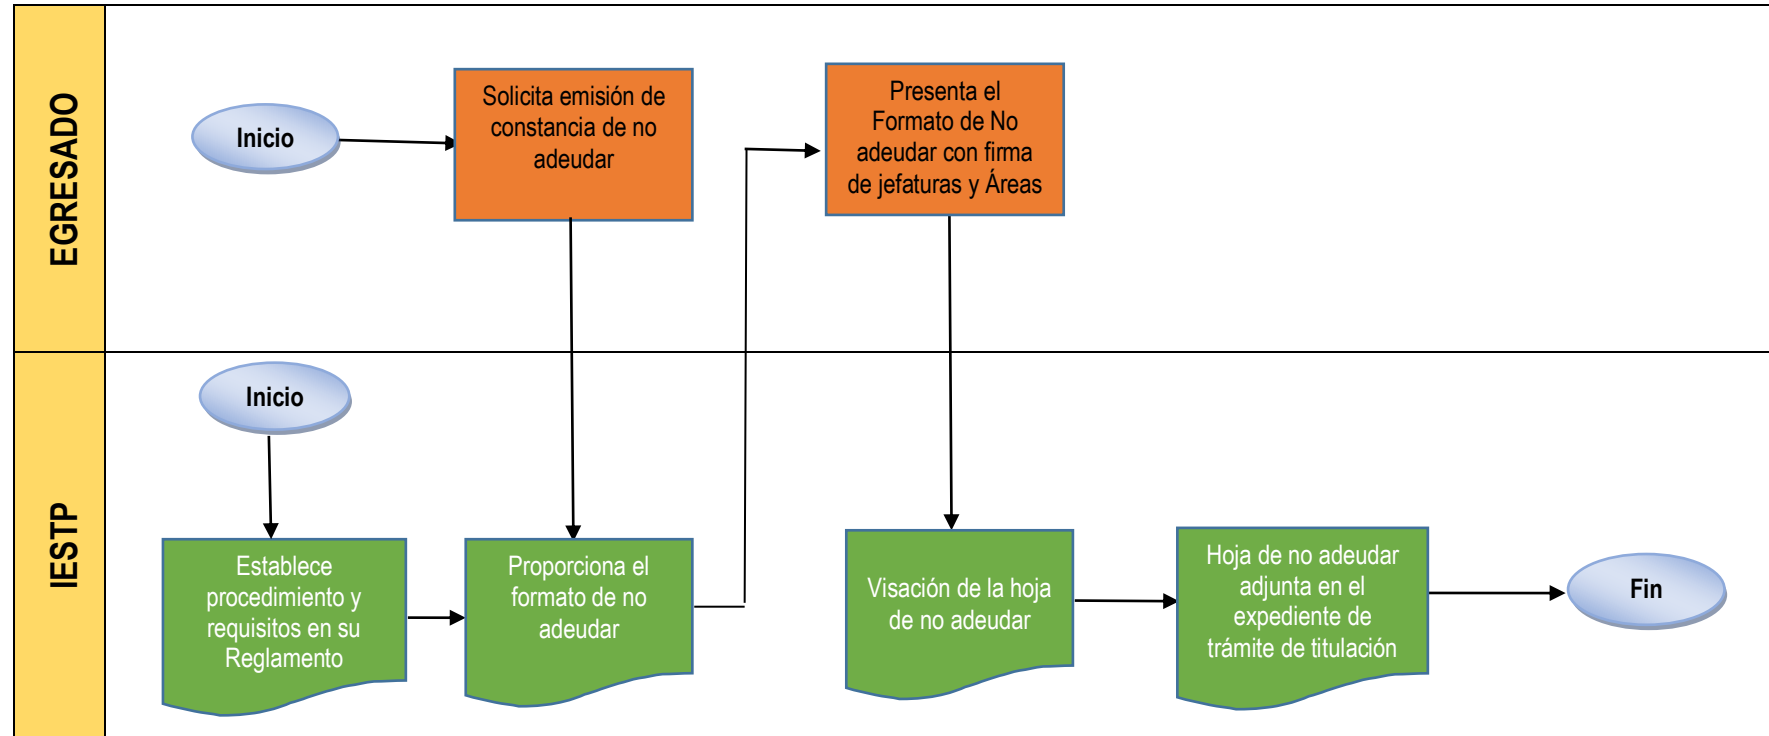 EGRESADO
Inicio
Solicita emisión de
constancia de no
adeudar
Presenta el
Formato de No
adeudar con firma
de jefaturas y Áreas
IESTP
Inicio
Establece
procedimiento y
requisitos en su
Reglamento
Proporciona el
formato de no
adeudar
Visación de la hoja
de no adeudar
Hoja de no adeudar
adjunta en el
expediente de
trámite de titulación
Fin